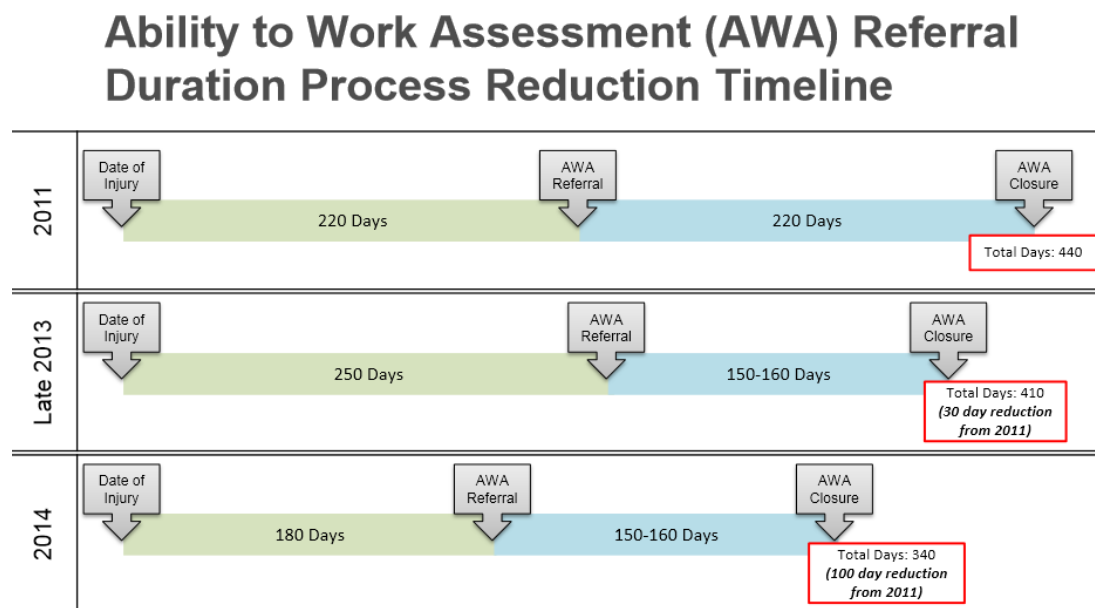 Ability to Work Assessment (AWA) Referral
Duration Process Reduction Timeline
2011
Date of
Injury
AWA
Referral
AWA
Closure
220 Days
220 Days
Total Days: 440
Late 2013
Date of
Injury
AWA
Referral
AWA
Closure
250 Days
150-160 Days
Total Days: 410
(30 day reduction
from 2011)
2014
Date of
Injury
AWA
Referral
AWA
Closure
180 Days
150-160 Days
Total Days: 340
(100 day reduction
from 2011)